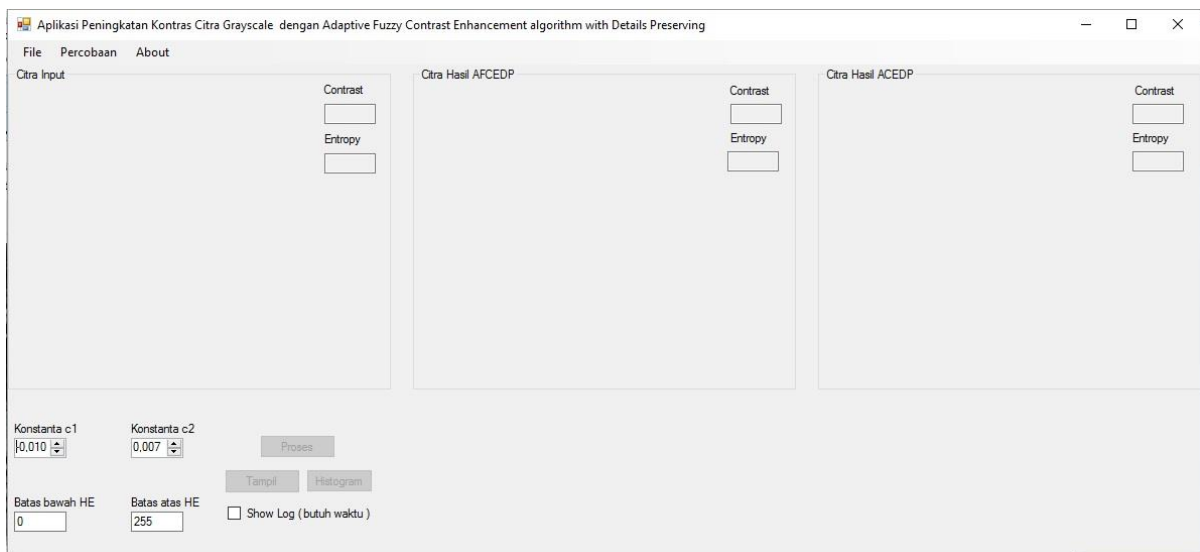 Aplikasi Peningkatan Kontras Citra Grayscale dengan Adaptive Fuzzy Contrast Enhancement algorithm with Details Preserving
File Percobaan About
Citra Input
Contrast
Entropy
Citra Hasil AFCEDP
Contrast
Entropy
Citra Hasil ACEDP
Contrast
Entropy
Konstanta c1 Konstanta c2
-0,010 0,007
Proses
Tampil Histogram
Batas bawah HE Batas atas HE
0 255
Show Log ( butuh waktu )